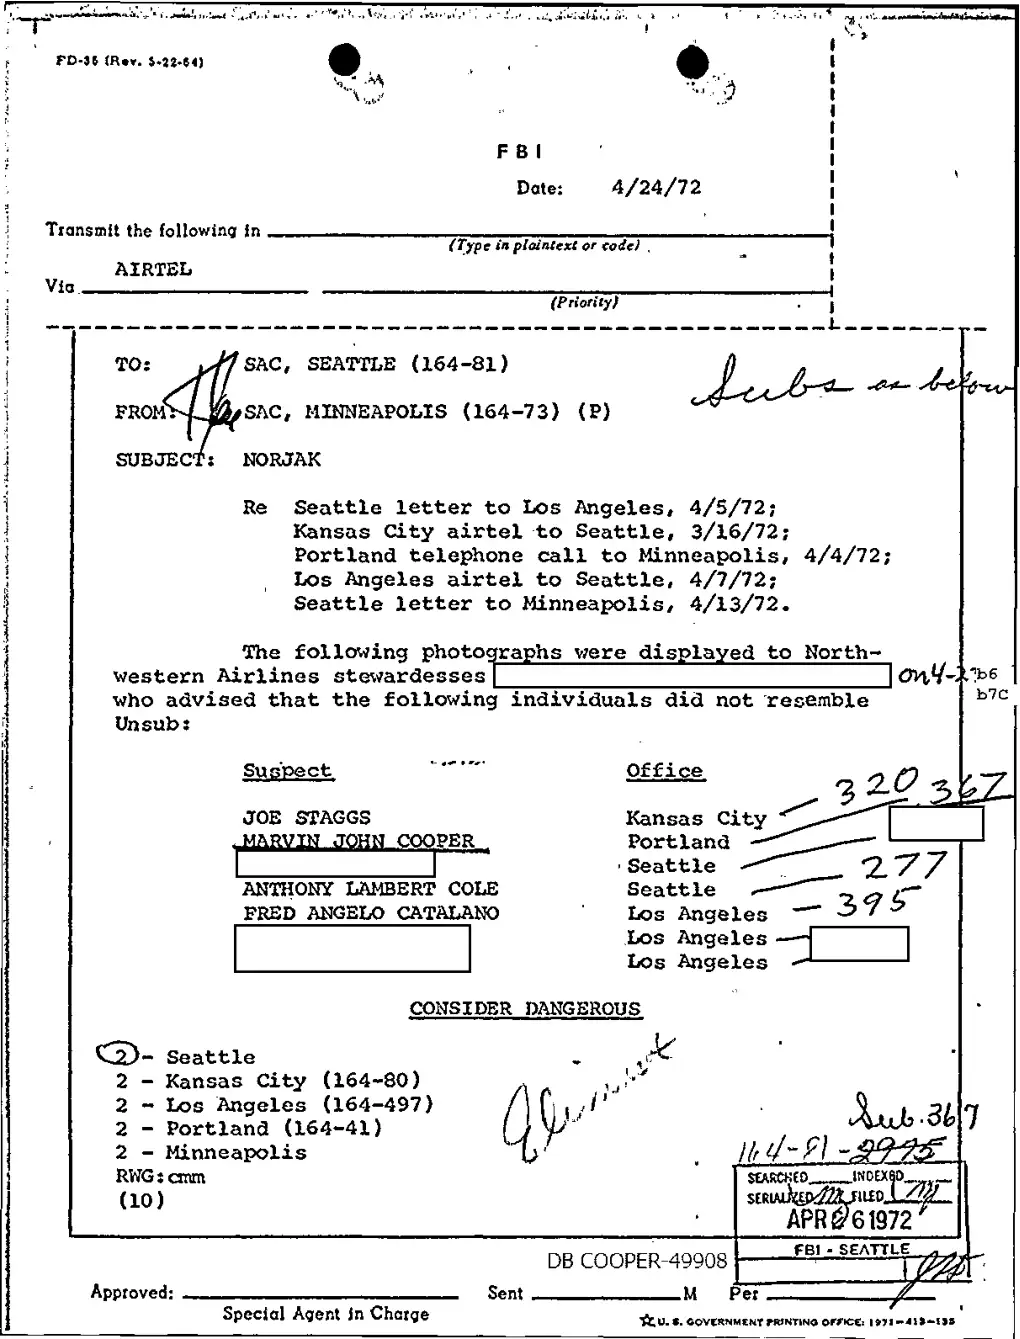 FD-36 (Rev. 5-22-64)
F B I
Date: 4/24/72
Transmit the following in
(Type in plaintext or code)
AIRTEL
Via
(Priority)
TO: SAC, SEATTLE (164-81)
Subs as below
FROM: SAC, MINNEAPOLIS (164-73) (P)
SUBJECT: NORJAK
Re Seattle letter to Los Angeles, 4/5/72;
Kansas City airtel to Seattle, 3/16/72;
Portland telephone call to Minneapolis, 4/4/72;
Los Angeles airtel to Seattle, 4/7/72;
Seattle letter to Minneapolis, 4/13/72.
The following photographs were displayed to North-
western Airlines stewardesses on 4- b6
b7C
who advised that the following individuals did not resemble
Unsub:
Suspect Office
JOE STAGGS Kansas City - 320 367
MARVIN JOHN COOPER Portland
Seattle
ANTHONY LAMBERT COLE Seattle 277
FRED ANGELO CATALANO Los Angeles - 395
Los Angeles
Los Angeles
CONSIDER DANGEROUS
2 - Seattle
2 - Kansas City (164-80)
2 - Los Angeles (164-497)
2 - Portland (164-41)
2 - Minneapolis
RWG:cmm
(10)
Eliminat
Sub. 367
164-81-2975
SEARCHED INDEXED
SERIALIZED FILED
APR 26 1972
FBI - SEATTLE
DB COOPER-49908
Approved: Sent M Per
Special Agent in Charge
U. S. GOVERNMENT PRINTING OFFICE: 1971-413-135